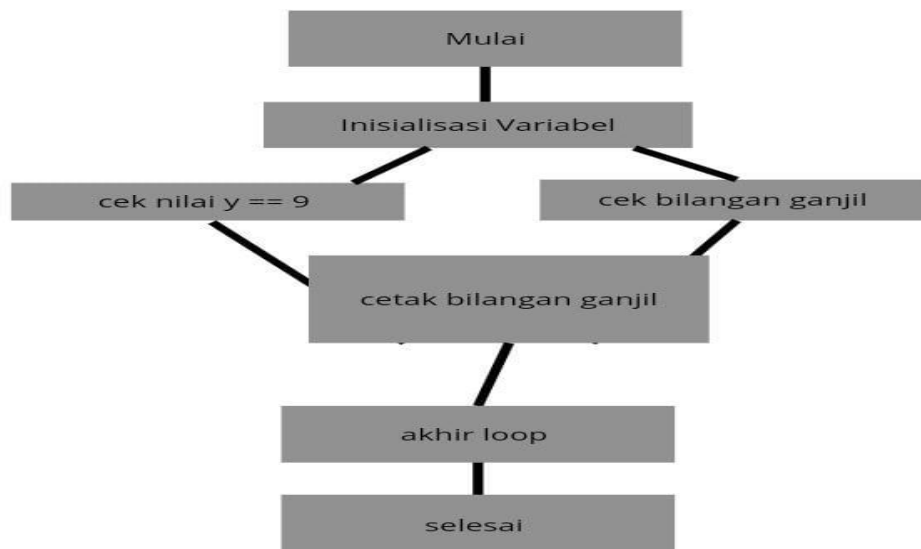 Mulai
Inisialisasi Variabel
cek nilai y == 9
cek bilangan ganjil
cetak bilangan ganjil
akhir loop
selesai